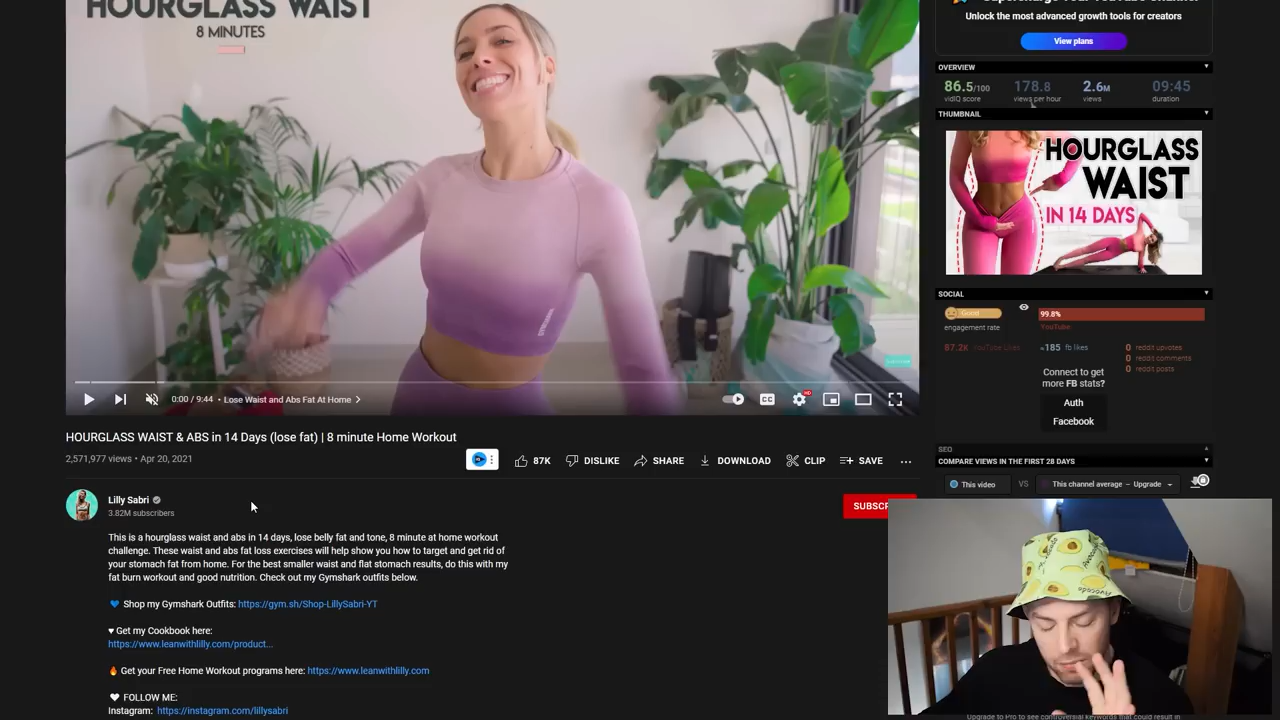 HOURGLASS WAIST
8 MINUTES
0:00 / 9:44 • Lose Waist and Abs Fat At Home
CC
HD
HOURGLASS WAIST & ABS in 14 Days (lose fat) | 8 minute Home Workout
2,571,977 views • Apr 20, 2021
87K
DISLIKE
SHARE
DOWNLOAD
CLIP
SAVE
Lilly Sabri
3.82M subscribers
SUBSCR
This is a hourglass waist and abs in 14 days, lose belly fat and tone, 8 minute at home workout
challenge. These waist and abs fat loss exercises will help show you how to target and get rid of
your stomach fat from home. For the best smaller waist and flat stomach results, do this with my
fat burn workout and good nutrition. Check out my Gymshark outfits below.
Shop my Gymshark Outfits: https://gym.sh/Shop-LillySabri-YT
Get my Cookbook here:
https://www.leanwithlilly.com/product...
Get your Free Home Workout programs here: https://www.leanwithlilly.com
FOLLOW ME:
Instagram: https://instagram.com/lillysabri
Unlock the most advanced growth tools for creators
View plans
OVERVIEW
86.5/100 178.8 2.6M 09:45
vidIQ score views per hour views duration
THUMBNAIL
HOURGLASS
WAIST
IN 14 DAYS
SOCIAL
Good
engagement rate
99.8%
YouTube
87.2K YouTube Likes
185 fb likes
0 reddit upvotes
0 reddit comments
0 reddit posts
Connect to get
more FB stats?
Auth
Facebook
SEO
COMPARE VIEWS IN THE FIRST 28 DAYS
This video VS This channel average – Upgrade